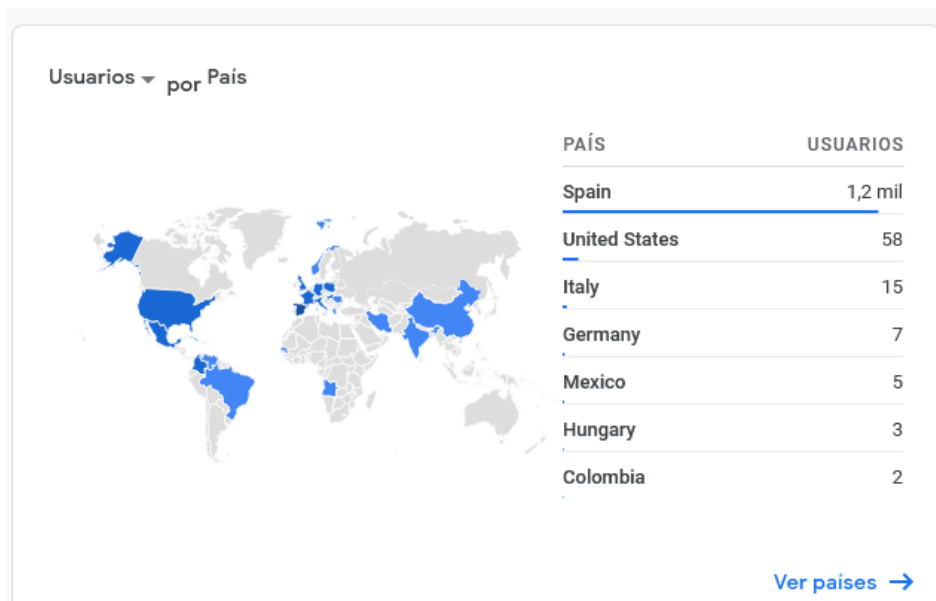 Usuarios por País
PAÍS USUARIOS
Spain 1,2 mil
United States 58
Italy 15
Germany 7
Mexico 5
Hungary 3
Colombia 2
Ver países